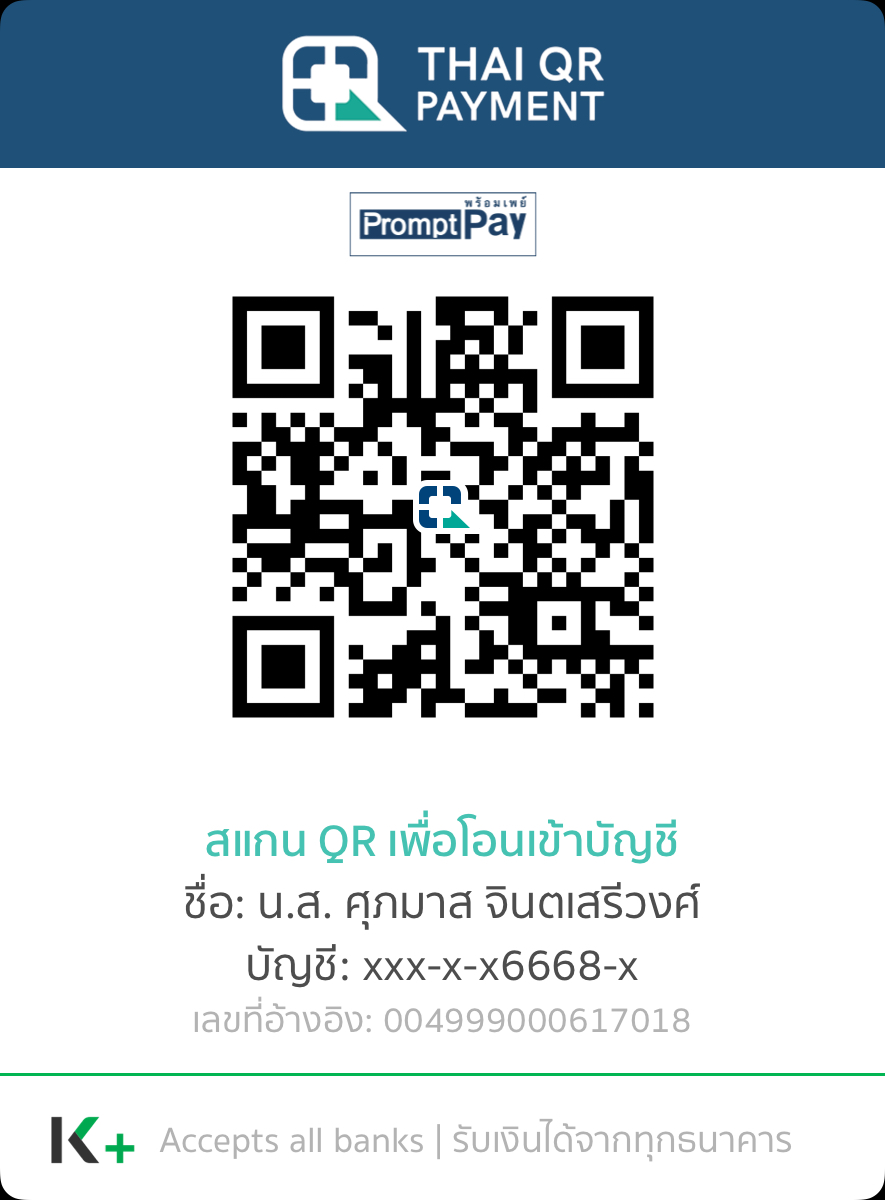 THAI QR
PAYMENT
พร้อมเพย์
PromptPay
สแกน QR เพื่อโอนเข้าบัญชี
ชื่อ: น.ส. ศุภมาส จินตเสรีวงศ์
บัญชี: xxx-x-x6668-x
เลขที่อ้างอิง: 004999000617018
K+ Accepts all banks | รับเงินได้จากทุกธนาคาร